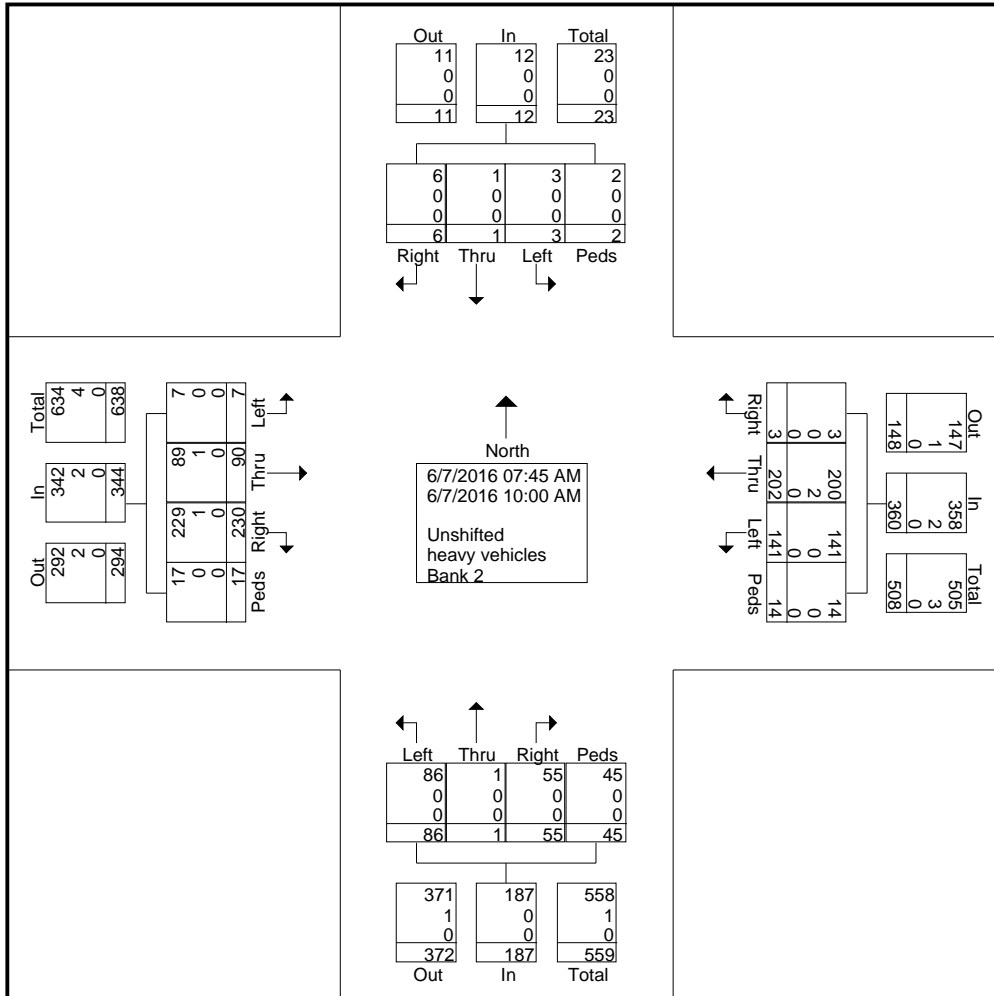 Out In Total
11 12 23
0 0 0
0 0 0
11 12 23
6 1 3 2
0 0 0 0
0 0 0 0
6 1 3 2
Right Thru Left Peds
Total
634 4 0 638
In
342 2 0 344
Out
292 2 0 294
7 0 0 7
Left
89 1 0 90
Thru
229 1 0 230
Right
17 0 0 17
Peds
North
6/7/2016 07:45 AM
6/7/2016 10:00 AM
Unshifted
heavy vehicles
Bank 2
Right
3 0 0 3
Thru
200 2 0 202
Left
141 0 0 141
Peds
14 0 0 14
Out
147 1 0 148
In
358 2 0 360
Total
505 3 0 508
Left Thru Right Peds
86 1 55 45
0 0 0 0
0 0 0 0
86 1 55 45
371 187 558
1 0 1
0 0 0
372 187 559
Out In Total